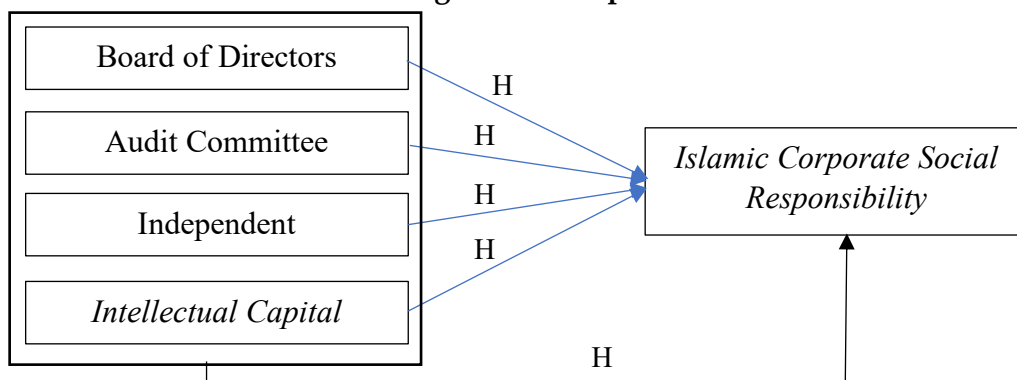 Board of Directors
H
Audit Committee
H
Islamic Corporate Social
Responsibility
Independent
H
Intellectual Capital
H
H